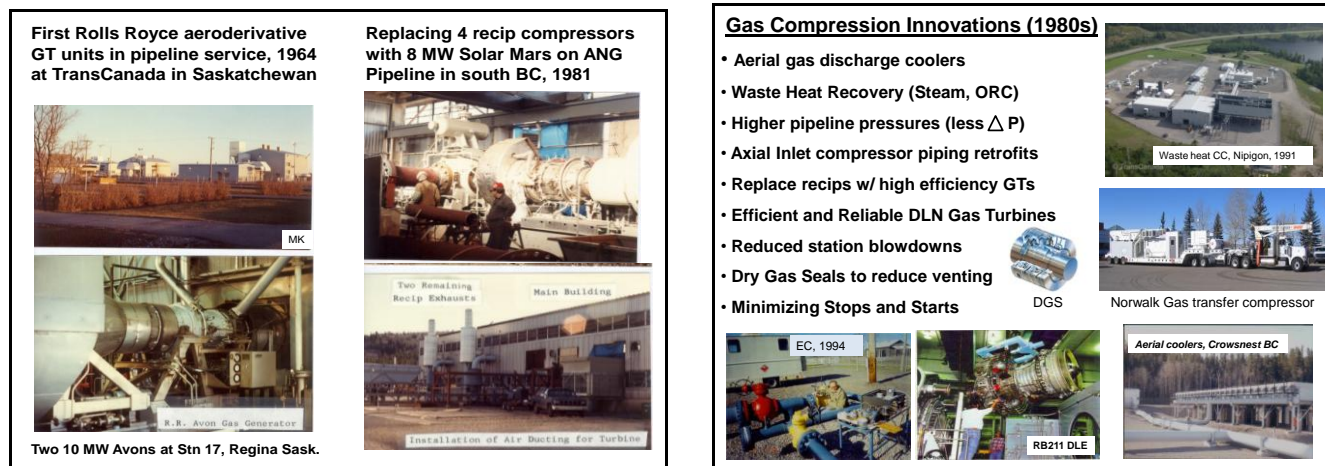 First Rolls Royce aeroderivative
GT units in pipeline service, 1964
at TransCanada in Saskatchewan
MK
R.R. Avon Gas Generator
Two 10 MW Avons at Stn 17, Regina Sask.
Replacing 4 recip compressors
with 8 MW Solar Mars on ANG
Pipeline in south BC, 1981
Two Remaining
Recip Exhausts
Main Building
Installation of Air Ducting for Turbine
Gas Compression Innovations (1980s)
• Aerial gas discharge coolers
• Waste Heat Recovery (Steam, ORC)
• Higher pipeline pressures (less △ P)
• Axial Inlet compressor piping retrofits
• Replace recips w/ high efficiency GTs
• Efficient and Reliable DLN Gas Turbines
• Reduced station blowdowns
• Dry Gas Seals to reduce venting
• Minimizing Stops and Starts
Waste heat CC, Nipigon, 1991
DGS
Norwalk Gas transfer compressor
EC, 1994
RB211 DLE
Aerial coolers, Crowsnest BC